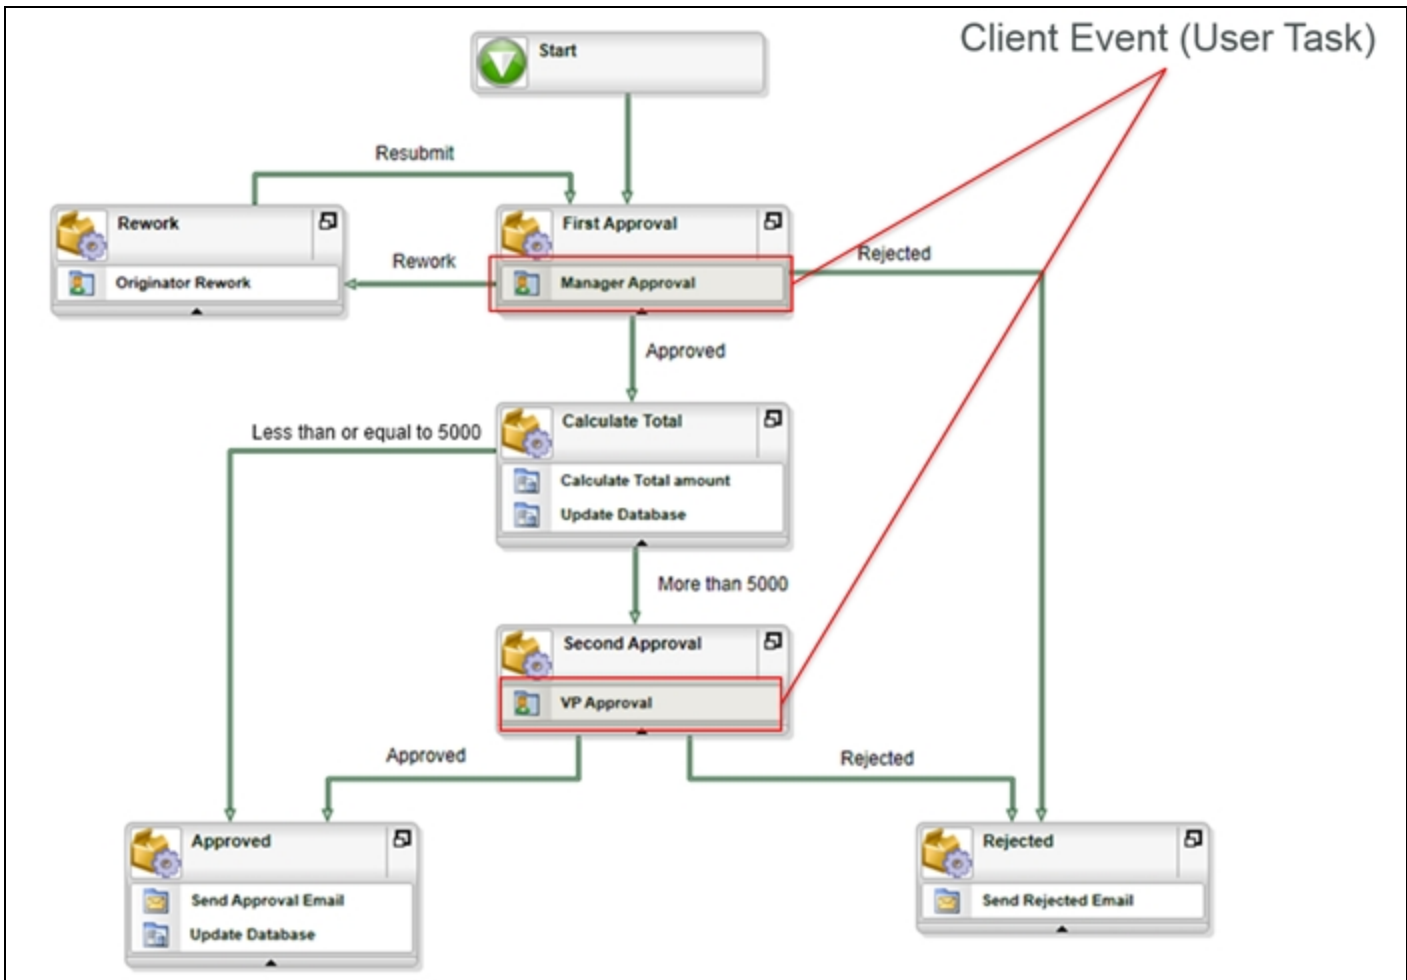 Client Event (User Task)
Start
Resubmit
Rework
First Approval
Rework
Rejected
Originator Rework
Manager Approval
Approved
Calculate Total
Less than or equal to 5000
Calculate Total amount
Update Database
More than 5000
Second Approval
VP Approval
Approved
Rejected
Approved
Rejected
Send Approval Email
Send Rejected Email
Update Database